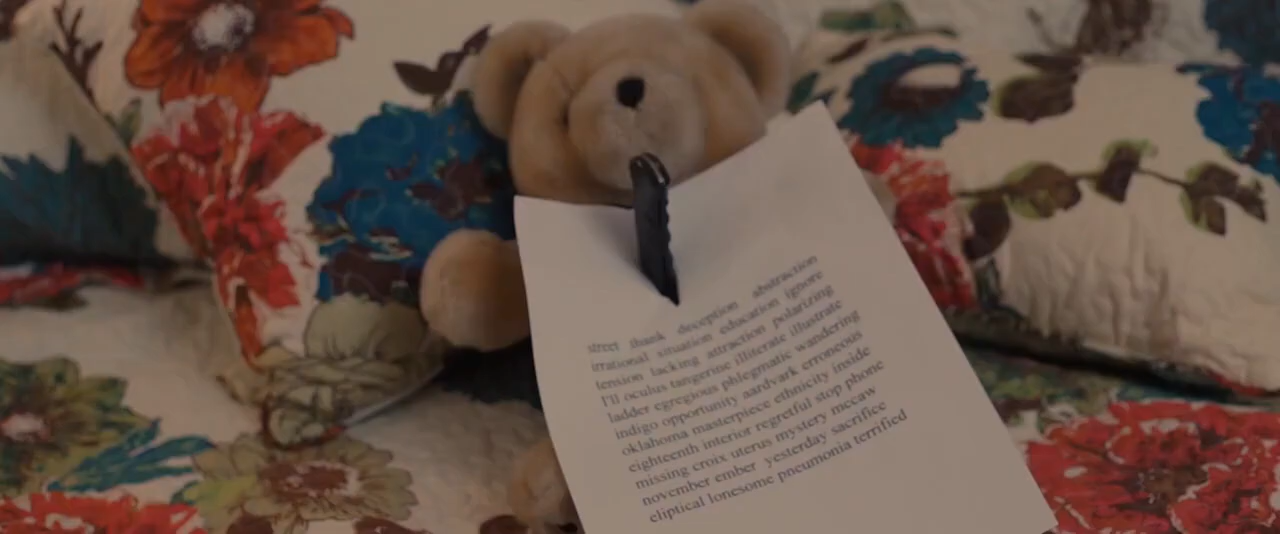 street thank deception abstraction
irrational situation education ignore
tension lacking attraction polarizing
I'll oculus tangerine illiterate illustrate
ladder egregious phlegmatic wandering
indigo opportunity aardvark erroneous
oklahoma masterpiece ethnicity inside
eighteenth interior regretful stop phone
missing croix uterus mystery mccaw
november ember yesterday sacrifice
eliptical lonesome pneumonia terrified